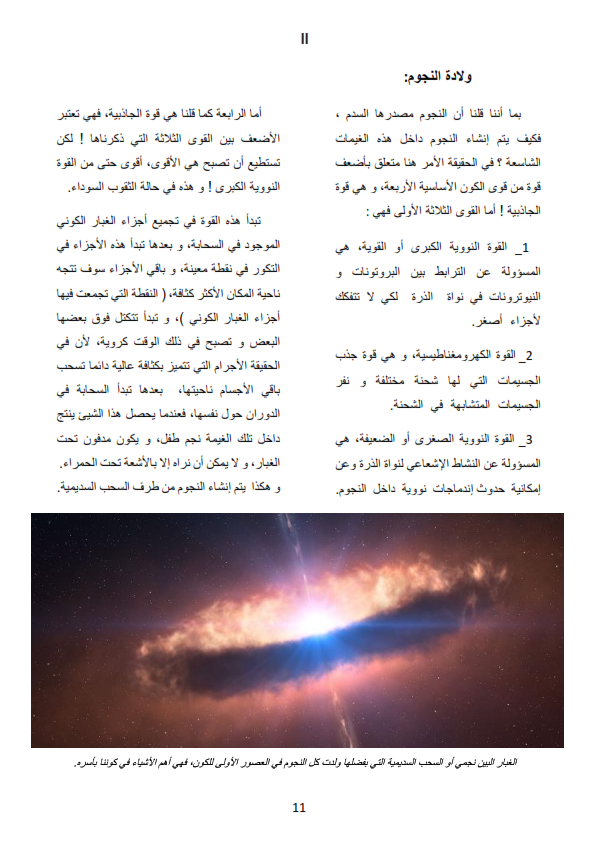 II
ولادة النجوم:
بما أننا قلنا أن النجوم مصدرها السدم ،
فكيف يتم إنشاء النجوم داخل هذه الغيمات
الشاسعة ؟ في الحقيقة الأمر هنا متعلق بأضعف
قوة من قوى الكون الأساسية الأربعة، و هي قوة
الجاذبية ! أما القوى الثلاثة الأولى فهي :
1_ القوة النووية الكبرى أو القوية، هي
المسؤولة عن الترابط بين البروتونات و
النيوترونات في نواة الذرة لكي لا تتفكك
لأجزاء أصغر.
2_ القوة الكهرومغناطيسية، و هي قوة جذب
الجسيمات التي لها شحنة مختلفة و نفر
الجسيمات المتشابهة في الشحنة.
3_ القوة النووية الصغرى أو الضعيفة، هي
المسؤولة عن النشاط الإشعاعي لنواة الذرة وعن
إمكانية حدوث إندماجات نووية داخل النجوم.
أما الرابعة كما قلنا هي قوة الجاذبية، فهي تعتبر
الأضعف بين القوى الثلاثة التي ذكرناها ! لكن
تستطيع أن تصبح هي الأقوى، أقوى حتى من القوة
النووية الكبرى ! و هذه في حالة الثقوب السوداء.
تبدأ هذه القوة في تجميع أجزاء الغبار الكوني
الموجود في السحابة، و بعدها تبدأ هذه الأجزاء في
التكور في نقطة معينة، و باقي الأجزاء سوف تتجه
ناحية المكان الأكثر كثافة، ( النقطة التي تجمعت فيها
أجزاء الغبار الكوني )، و تبدأ تتكتل فوق بعضها
البعض و تصبح في ذلك الوقت كروية، لأن في
الحقيقة الأجرام التي تتميز بكثافة عالية دائما تسحب
باقي الأجسام ناحيتها، بعدها تبدأ السحابة في
الدوران حول نفسها، فعندما يحصل هذا الشيئ ينتج
داخل تلك الغيمة نجم طفل، و يكون مدفون تحت
الغبار، و لا يمكن أن نراه إلا بالأشعة تحت الحمراء.
و هكذا يتم إنشاء النجوم من طرف السحب السديمية.
الغبار البين نجمي أو السحب السديمية التي بفضلها ولدت كل النجوم في العصور الأولى للكون، فهي أهم الأشياء في كوننا بأسره.
11